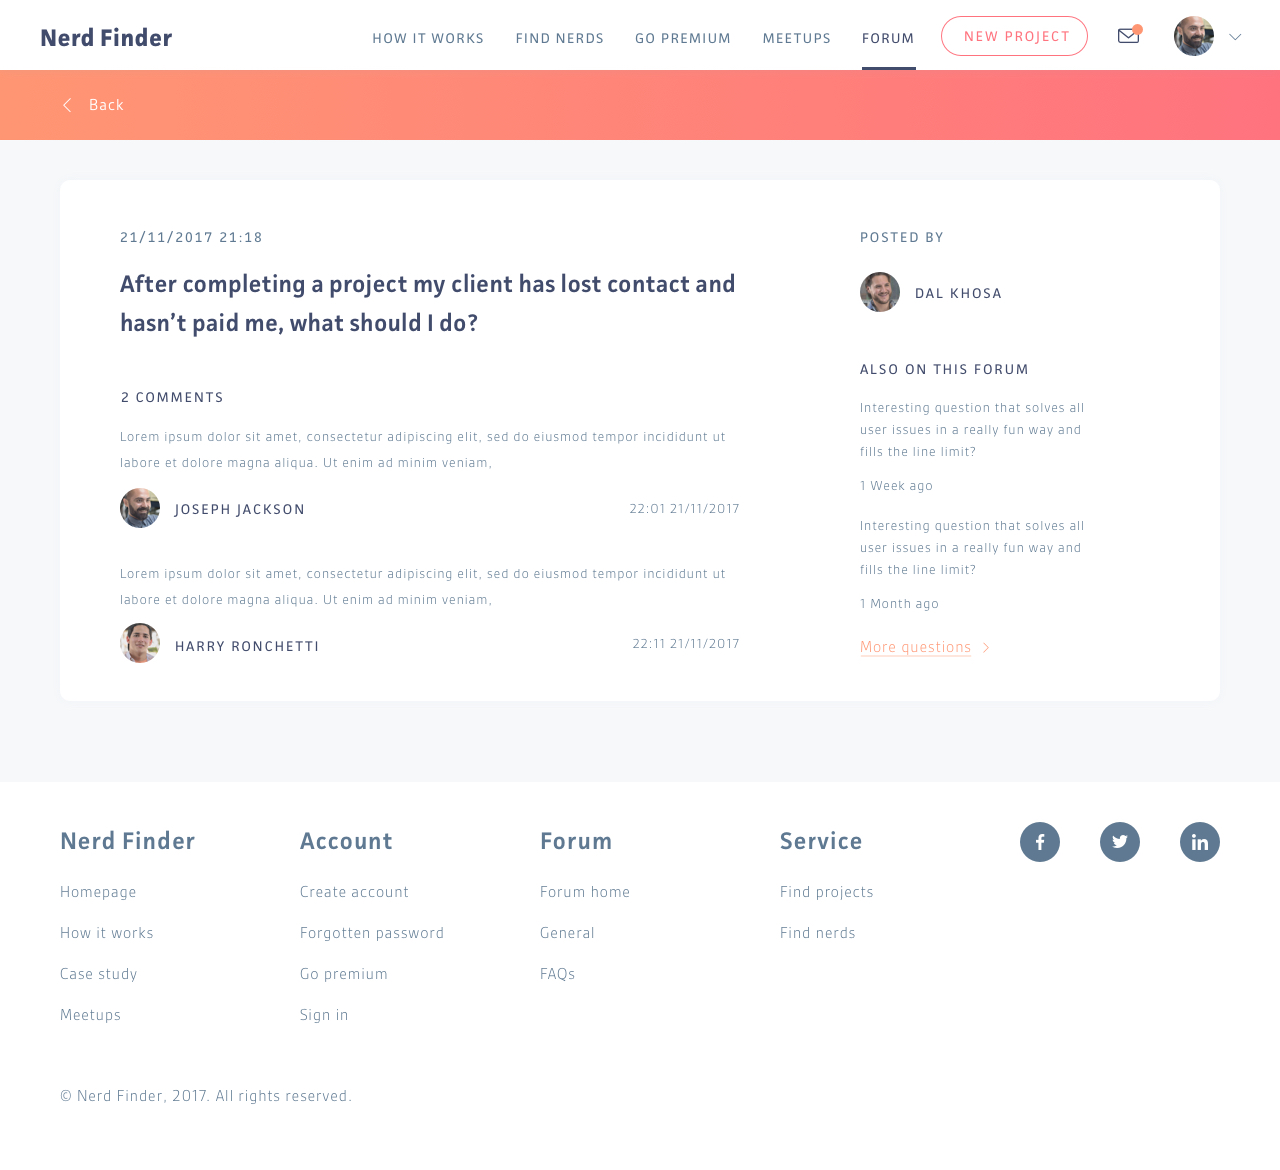 Nerd Finder
HOW IT WORKS
FIND NERDS
GO PREMIUM
MEETUPS
FORUM
NEW PROJECT
Back
21/11/2017 21:18
After completing a project my client has lost contact and
hasn’t paid me, what should I do?
2 COMMENTS
Lorem ipsum dolor sit amet, consectetur adipiscing elit, sed do eiusmod tempor incididunt ut
labore et dolore magna aliqua. Ut enim ad minim veniam,
JOSEPH JACKSON
22:01 21/11/2017
Lorem ipsum dolor sit amet, consectetur adipiscing elit, sed do eiusmod tempor incididunt ut
labore et dolore magna aliqua. Ut enim ad minim veniam,
HARRY RONCHETTI
22:11 21/11/2017
POSTED BY
DAL KHOSA
ALSO ON THIS FORUM
Interesting question that solves all
user issues in a really fun way and
fills the line limit?
1 Week ago
Interesting question that solves all
user issues in a really fun way and
fills the line limit?
1 Month ago
More questions
Nerd Finder
Homepage
How it works
Case study
Meetups
Account
Create account
Forgotten password
Go premium
Sign in
Forum
Forum home
General
FAQs
Service
Find projects
Find nerds
© Nerd Finder, 2017. All rights reserved.